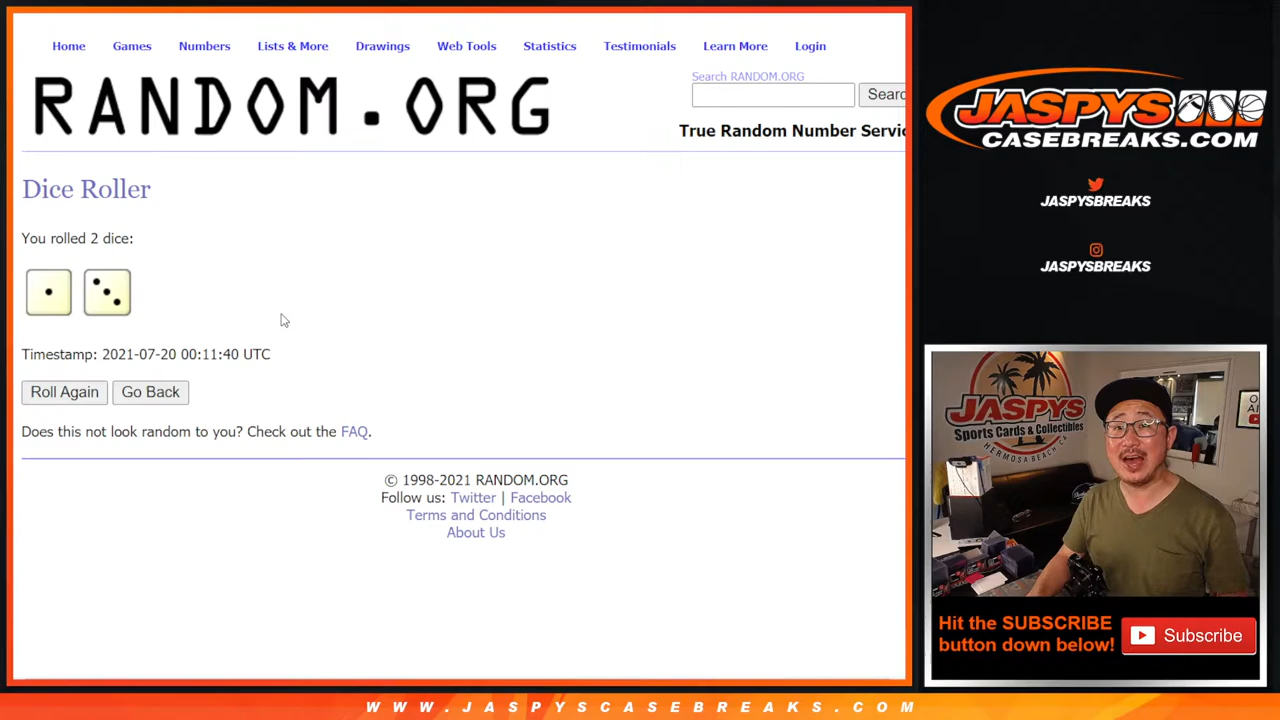 Home Games Numbers Lists & More Drawings Web Tools Statistics Testimonials Learn More Login
RANDOM.ORG
Search RANDOM.ORG
Searc
True Random Number Servic
Dice Roller
You rolled 2 dice:
Timestamp: 2021-07-20 00:11:40 UTC
Roll Again Go Back
Does this not look random to you? Check out the FAQ.
© 1998-2021 RANDOM.ORG
Follow us: Twitter | Facebook
Terms and Conditions
About Us
JASPYS
CASEBREAKS.COM
JASPYSBREAKS
JASPYSBREAKS
JASPYS
Sports Cards & Collectibles
HERMOSA BEACH, CA
Hit the SUBSCRIBE
button down below!
Subscribe
WWW.JASPYSCASEBREAKS.COM